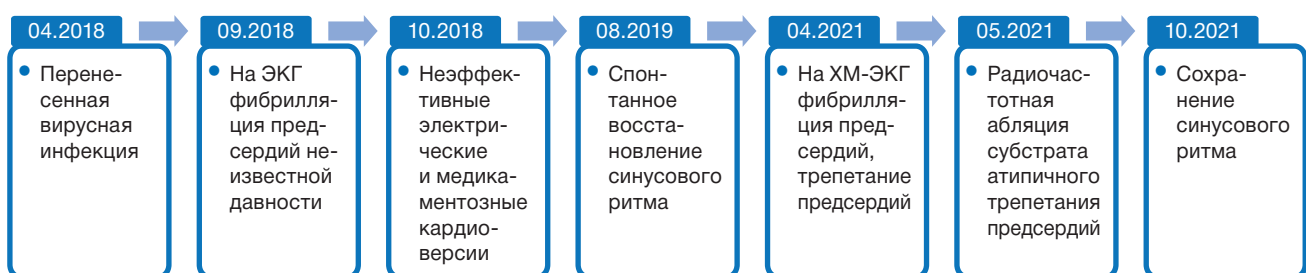 04.2018
09.2018
10.2018
08.2019
04.2021
05.2021
10.2021
• Перене-
сенная
вирусная
инфекция
• На ЭКГ
фибрилля-
ция пред-
сердий не-
известной
давности
• Неэффек-
тивные
электри-
ческие
и медика-
ментозные
кардио-
версии
• Спон-
танное
восста-
новление
синусового
ритма
• На ХМ-ЭКГ
фибрилля-
ция пред-
сердий,
трепетание
предсердий
• Радиочас-
тотная
абляция
субстрата
атипичного
трепетания
предсердий
• Сохра-
нение
синусового
ритма